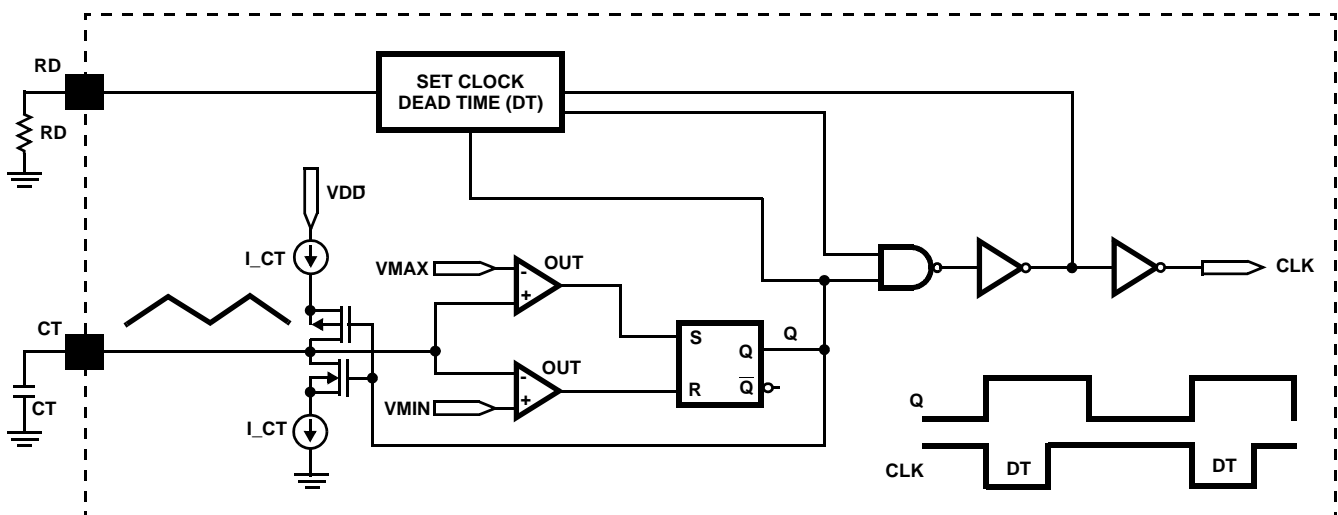 RD
SET CLOCK
DEAD TIME (DT)
RD
VDD
I_CT
VMAX
-
+
OUT
CLK
CT
S
Q
Q
OUT
-
+
R
Q
VMIN
CT
I_CT
Q
CLK
DT
DT